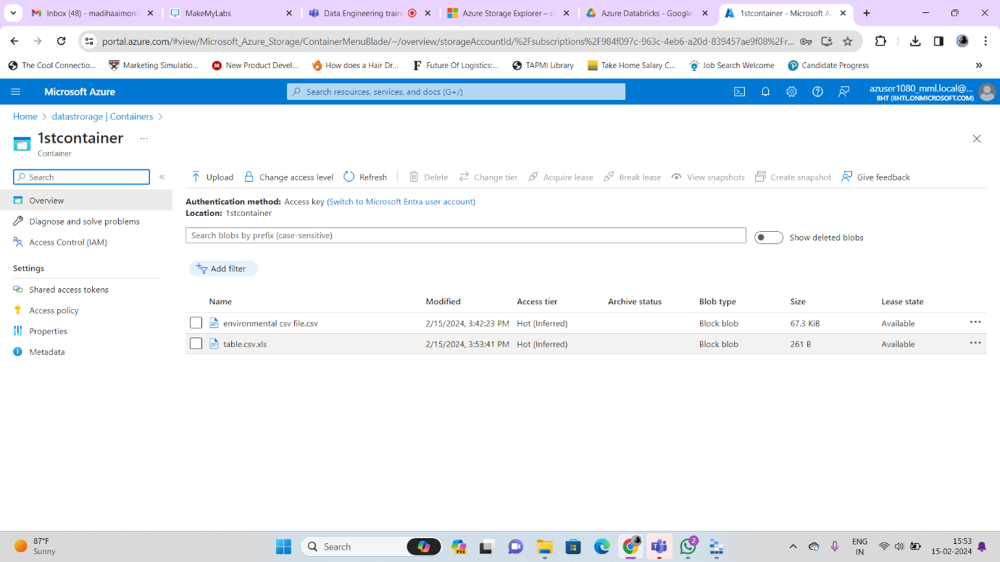 Inbox (48) - madihaaimon
MakeMyLabs
Data Engineering train
Azure Storage Explorer – cl
Azure Databricks - Google
1stcontainer - Microsoft A
portal.azure.com/#view/Microsoft_Azure_Storage/ContainerMenuBlade/~/overview/storageAccountId/%2Fsubscriptions%2F984f097c-963c-4eb6-a20d-839457ae9f08%2Fr...
The Cool Connectio...
Marketing Simulatio...
New Product Devel...
How does a Hair Dr...
Future Of Logistics:...
TAPMI Library
Take Home Salary C...
Job Search Welcome
Candidate Progress
Microsoft Azure
Search resources, services, and docs (G+/)
azuser1080_mml.local@...
IIHT (IIHTLONMICROSOFT.COM)
Home > datastrorage | Containers >
1stcontainer ...
Container
Search
Overview
Diagnose and solve problems
Access Control (IAM)
Settings
Shared access tokens
Access policy
Properties
Metadata
Upload Change access level Refresh Delete Change tier Acquire lease Break lease View snapshots Create snapshot Give feedback
Authentication method: Access key (Switch to Microsoft Entra user account)
Location: 1stcontainer
Search blobs by prefix (case-sensitive)
Show deleted blobs
Add filter
Name Modified Access tier Archive status Blob type Size Lease state
environmental csv file.csv 2/15/2024, 3:42:23 PM Hot (Inferred) Block blob 67.3 KiB Available
table.csv.xls 2/15/2024, 3:53:41 PM Hot (Inferred) Block blob 261 B Available
87°F
Sunny
Search
PRE
2
ENG
IN
15:53
15-02-2024